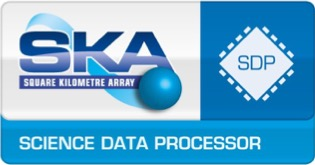 SKA
SQUARE KILOMETRE ARRAY
SDP
SCIENCE DATA PROCESSOR